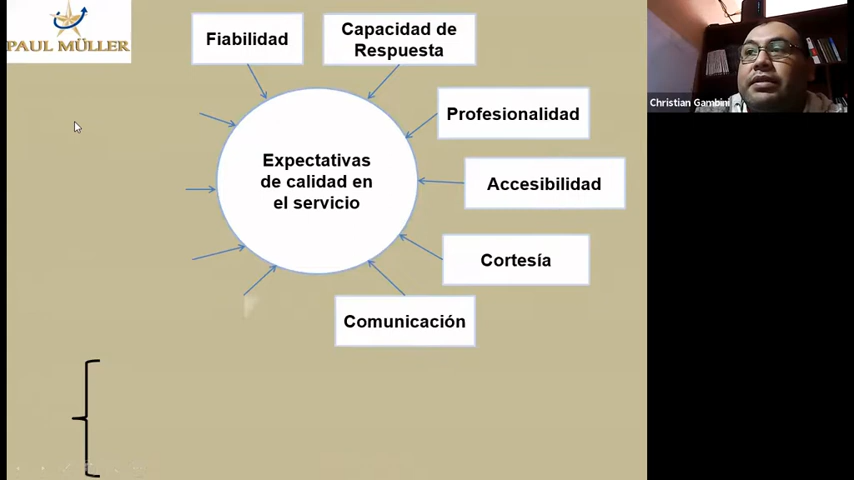 PAUL MÜLLER
Fiabilidad
Capacidad de
Respuesta
Profesionalidad
Accesibilidad
Cortesía
Comunicación
Expectativas
de calidad en
el servicio
Christian Gambini